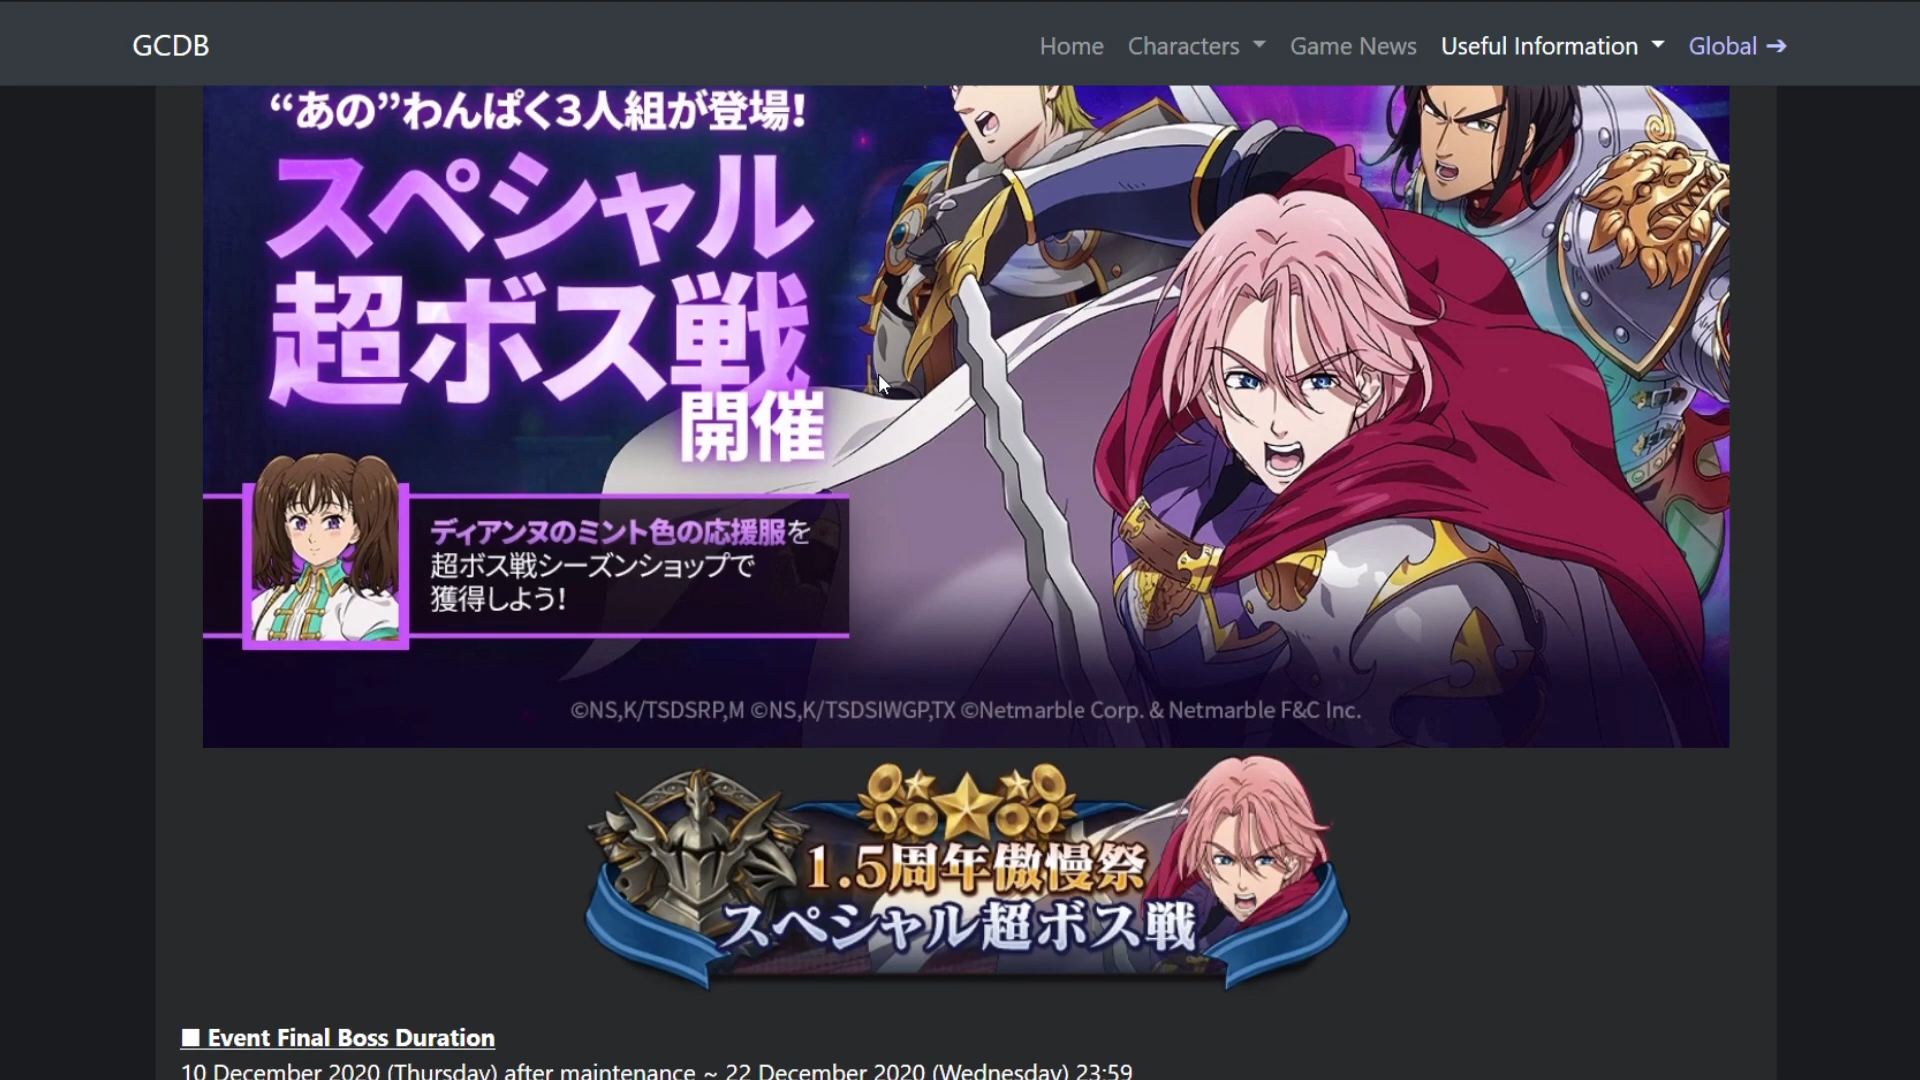 GCDB
Home
Characters
Game News
Useful Information
Global ➔
“あの”わんぱく3人組が登場!
スペシャル
超ボス戦
開催
ディアンヌのミント色の応援服を
超ボス戦シーズンショップで
獲得しよう!
©NS,K/TSDSRP,M ©NS,K/TSDSIWGP,TX ©Netmarble Corp. & Netmarble F&C Inc.
1.5周年傲慢祭
スペシャル超ボス戦
■ Event Final Boss Duration
10 December 2020 (Thursday) after maintenance ~ 22 December 2020 (Wednesday) 23:59